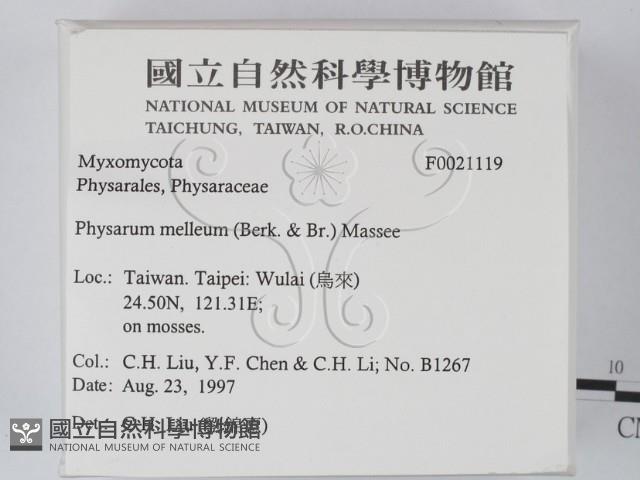 國立自然科學博物館
NATIONAL MUSEUM OF NATURAL SCIENCE
TAICHUNG, TAIWAN, R.O.CHINA
Myxomycota F0021119
Physarales, Physaraceae
Physarum melleum (Berk. & Br.) Massee
Loc.: Taiwan. Taipei: Wulai (烏來)
24.50N, 121.31E;
on mosses.
Col.: C.H. Liu, Y.F. Chen & C.H. Li; No. B1267
Date: Aug. 23, 1997
Det.: C.H. Liu
國立自然科學博物館
NATIONAL MUSEUM OF NATURAL SCIENCE
10